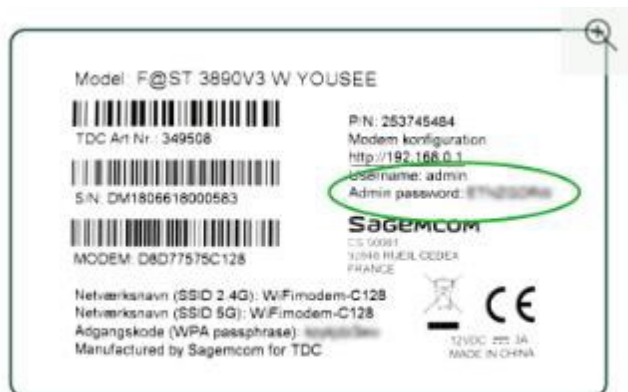 Model: F@ST 3890V3 W YOUSEE
TDC Art Nr.: 349508
S/N: DM1806618000583
MODEM: D8D77575C128
Netværksnavn (SSID 2.4G): WiFimodem-C128
Netværksnavn (SSID 5G): WiFimodem-C128
Adgangskode (WPA passphrase):
Manufactured by Sagemcom for TDC
P/N: 253745484
Modem konfiguration
http://192.168.0.1
Username: admin
Admin password:
SAGEMCOM
CS 50001
92848 RUEIL CEDEX
FRANCE
CE
12VDC 3A
MADE IN CHINA